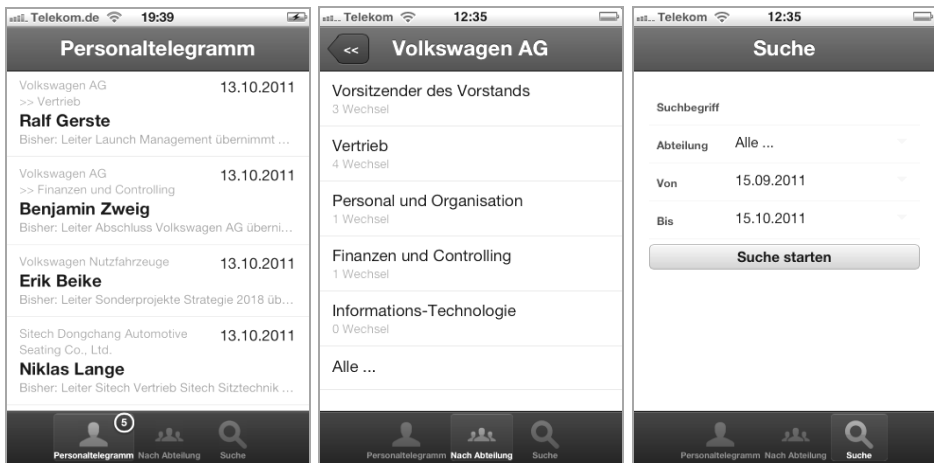 Telekom.de 19:39
Personaltelegramm
Volkswagen AG 13.10.2011
>> Vertrieb
Ralf Gerste
Bisher: Leiter Launch Management übernimmt ...
Volkswagen AG 13.10.2011
>> Finanzen und Controlling
Benjamin Zweig
Bisher: Leiter Abschluss Volkswagen AG überni...
Volkswagen Nutzfahrzeuge 13.10.2011
Erik Beike
Bisher: Leiter Sonderprojekte Strategie 2018 üb...
Sitech Dongchang Automotive 13.10.2011
Seating Co., Ltd.
Niklas Lange
Bisher: Leiter Sitech Vertrieb Sitech Sitztechnik ...
5
Personaltelegramm Nach Abteilung Suche
Telekom 12:35
<< Volkswagen AG
Vorsitzender des Vorstands
3 Wechsel
Vertrieb
4 Wechsel
Personal und Organisation
1 Wechsel
Finanzen und Controlling
1 Wechsel
Informations-Technologie
0 Wechsel
Alle ...
Personaltelegramm Nach Abteilung Suche
Telekom 12:35
Suche
Suchbegriff
Abteilung Alle ...
Von 15.09.2011
Bis 15.10.2011
Suche starten
Personaltelegramm Nach Abteilung Suche